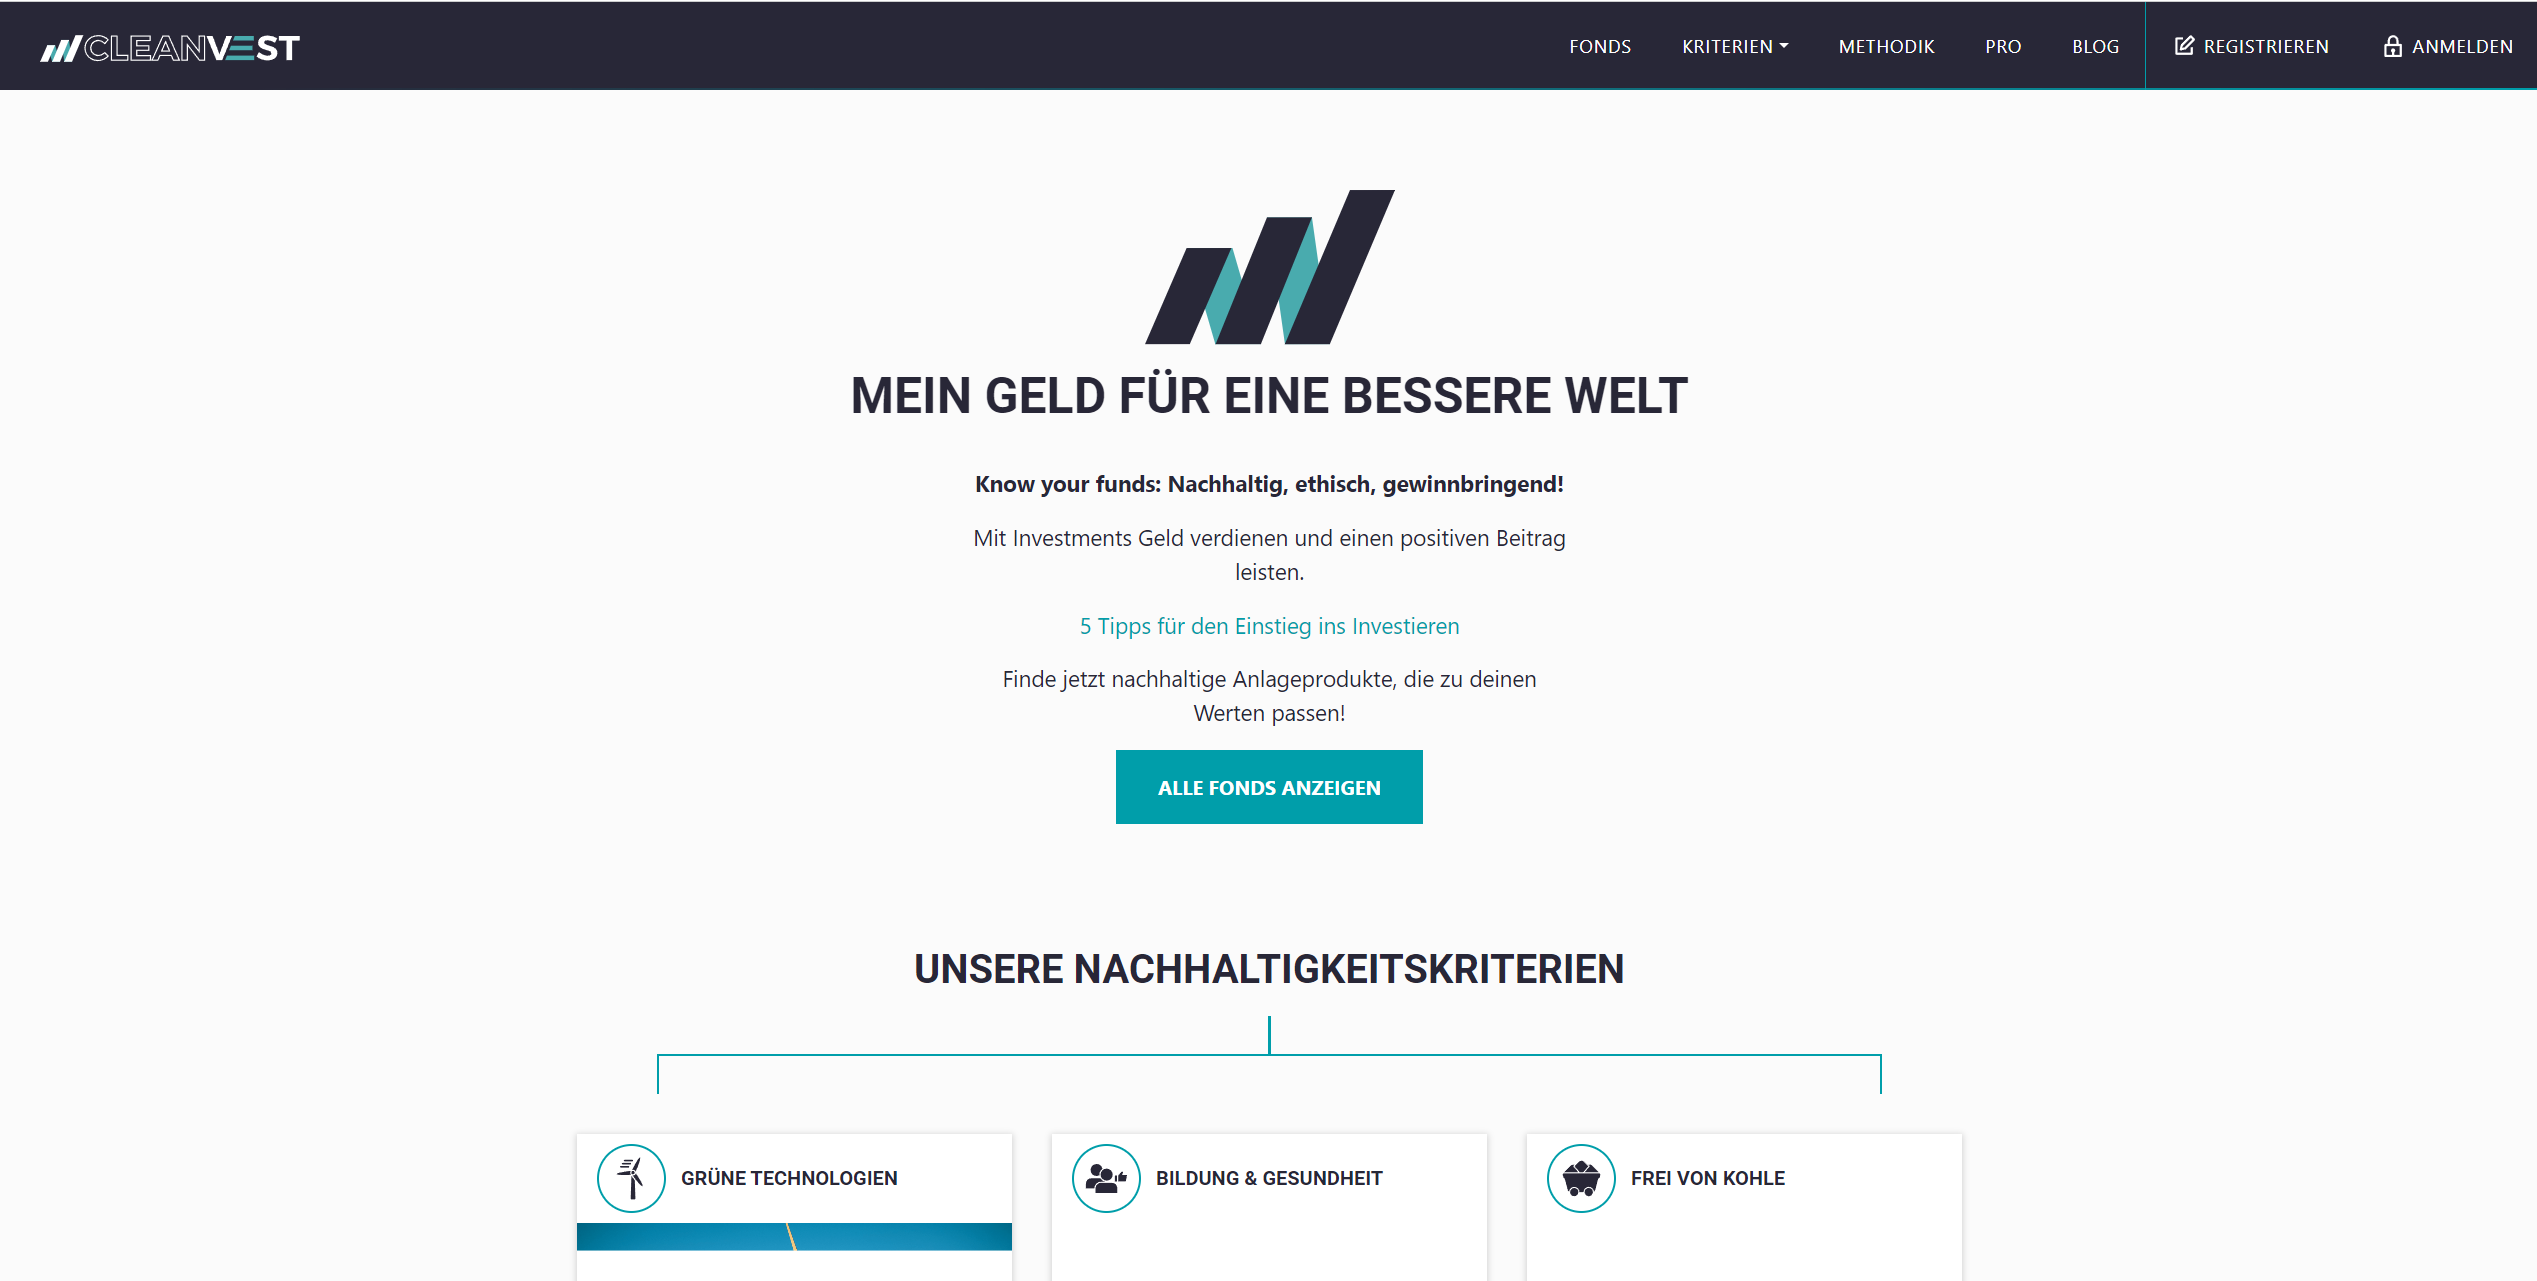 CLEANVEST
FONDS
KRITERIEN
METHODIK
PRO
BLOG
REGISTRIEREN
ANMELDEN
MEIN GELD FÜR EINE BESSERE WELT
Know your funds: Nachhaltig, ethisch, gewinnbringend!
Mit Investments Geld verdienen und einen positiven Beitrag
leisten.
5 Tipps für den Einstieg ins Investieren
Finde jetzt nachhaltige Anlageprodukte, die zu deinen
Werten passen!
ALLE FONDS ANZEIGEN
UNSERE NACHHALTIGKEITSKRITERIEN
GRÜNE TECHNOLOGIEN
BILDUNG & GESUNDHEIT
FREI VON KOHLE